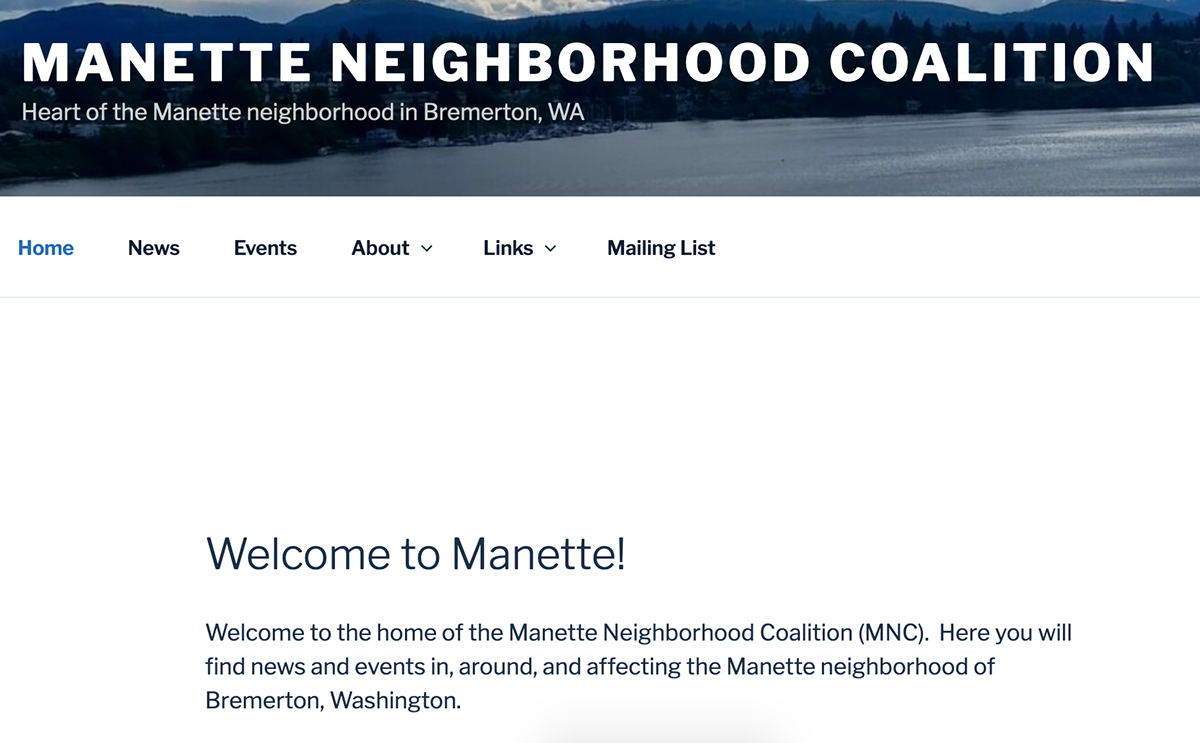 MANETTE NEIGHBORHOOD COALITION
Heart of the Manette neighborhood in Bremerton, WA
Home News Events About Links Mailing List
Welcome to Manette!
Welcome to the home of the Manette Neighborhood Coalition (MNC).  Here you will
find news and events in, around, and affecting the Manette neighborhood of
Bremerton, Washington.